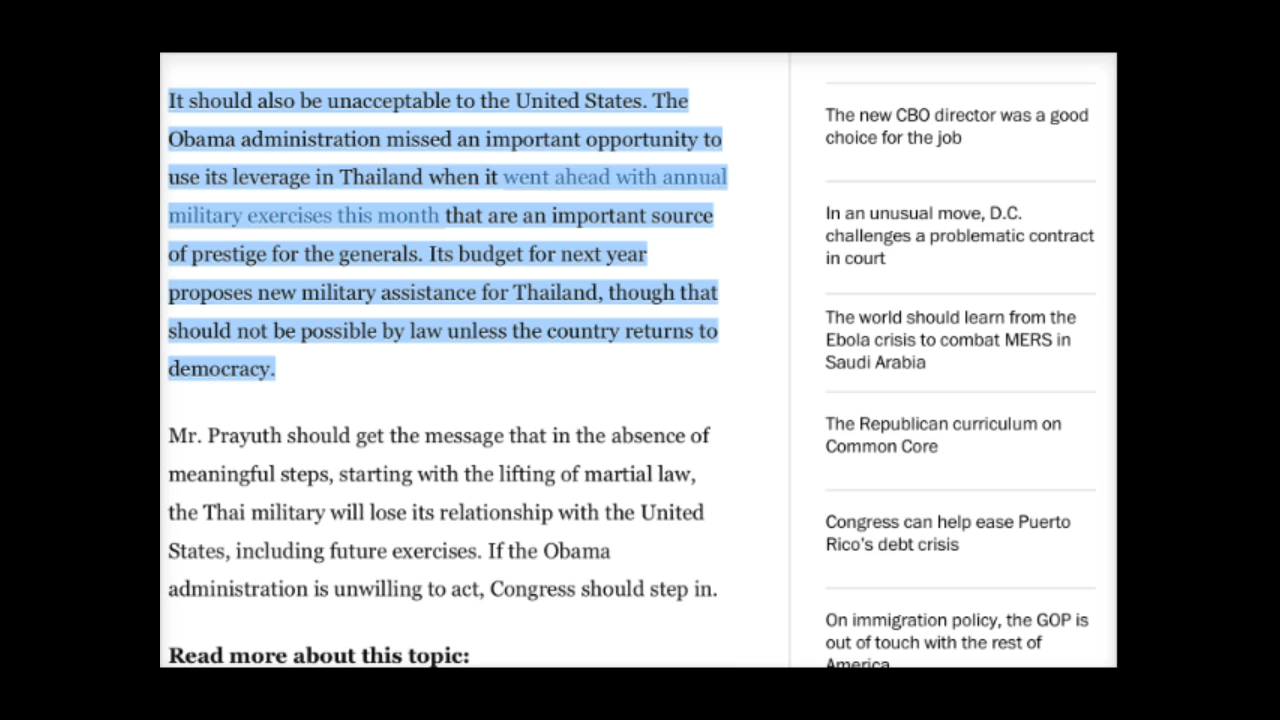 It should also be unacceptable to the United States. The
Obama administration missed an important opportunity to
use its leverage in Thailand when it went ahead with annual
military exercises this month that are an important source
of prestige for the generals. Its budget for next year
proposes new military assistance for Thailand, though that
should not be possible by law unless the country returns to
democracy.
Mr. Prayuth should get the message that in the absence of
meaningful steps, starting with the lifting of martial law,
the Thai military will lose its relationship with the United
States, including future exercises. If the Obama
administration is unwilling to act, Congress should step in.
Read more about this topic:
The new CBO director was a good
choice for the job
In an unusual move, D.C.
challenges a problematic contract
in court
The world should learn from the
Ebola crisis to combat MERS in
Saudi Arabia
The Republican curriculum on
Common Core
Congress can help ease Puerto
Rico's debt crisis
On immigration policy, the GOP is
out of touch with the rest of
America